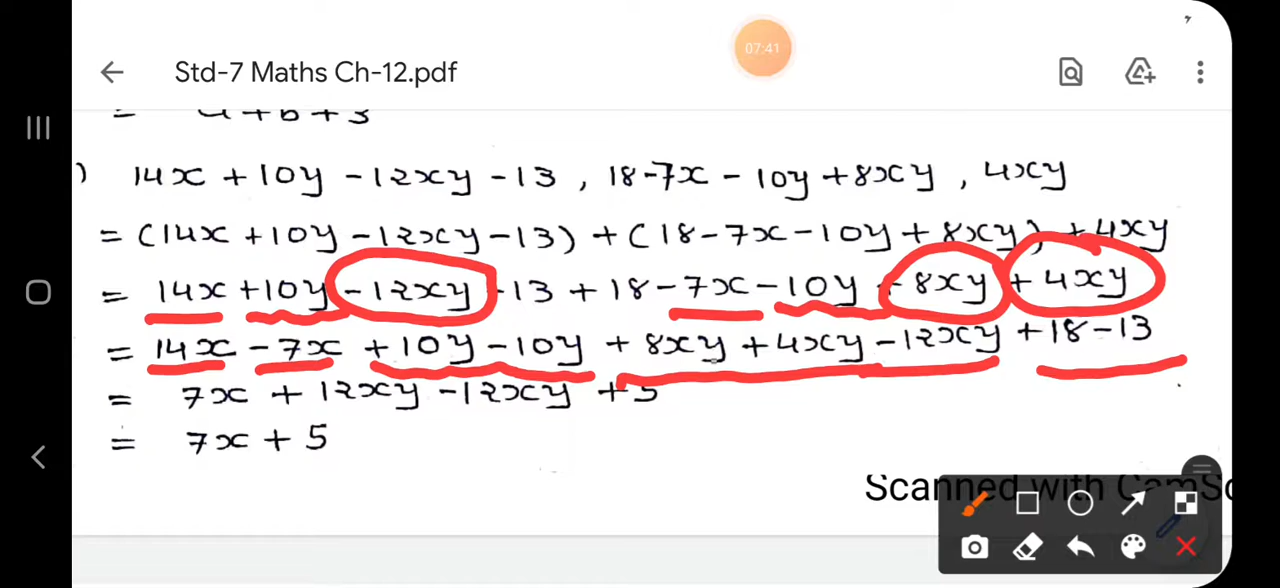 07:41
Std-7 Maths Ch-12.pdf
) 14x + 10y - 12xy - 13 , 18 - 7x - 10y + 8xy , 4xy
= (14x + 10y - 12xy - 13) + (18 - 7x - 10y + 8xy) + 4xy
= 14x + 10y - 12xy - 13 + 18 - 7x - 10y + 8xy + 4xy
= 14x - 7x + 10y - 10y + 8xy + 4xy - 12xy + 18 - 13
= 7x + 12xy - 12xy + 5
= 7x + 5
Scanned with CamSc